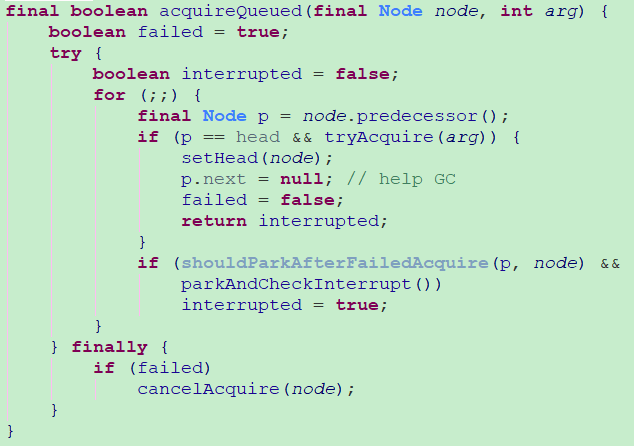 final boolean acquireQueued(final Node node, int arg) {
    boolean failed = true;
    try {
        boolean interrupted = false;
        for (;;) {
            final Node p = node.predecessor();
            if (p == head && tryAcquire(arg)) {
                setHead(node);
                p.next = null; // help GC
                failed = false;
                return interrupted;
            }
            if (shouldParkAfterFailedAcquire(p, node) &&
                parkAndCheckInterrupt())
                interrupted = true;
        }
    } finally {
        if (failed)
            cancelAcquire(node);
    }
}